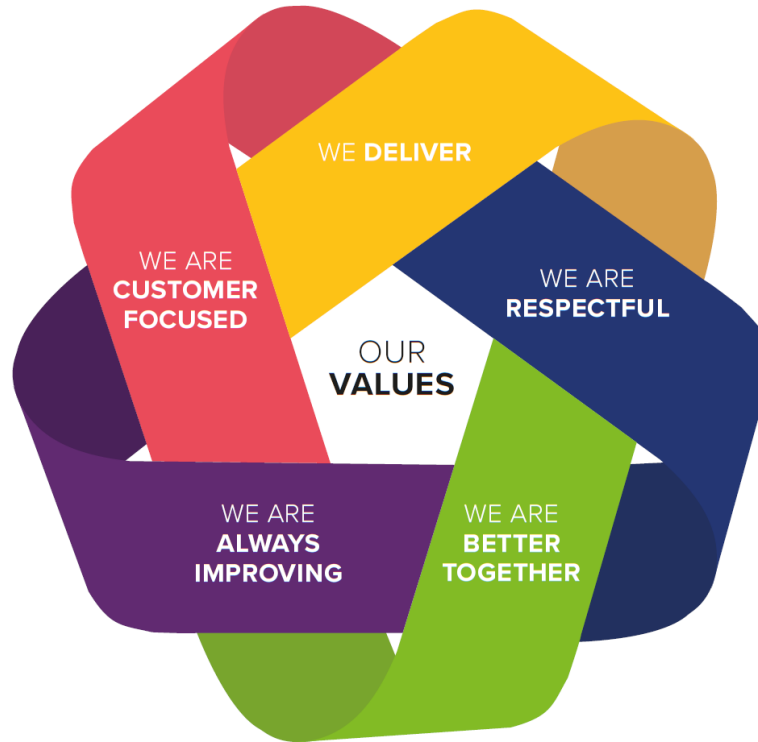 WE DELIVER
WE ARE
CUSTOMER
FOCUSED
WE ARE
RESPECTFUL
OUR
VALUES
WE ARE
ALWAYS
IMPROVING
WE ARE
BETTER
TOGETHER